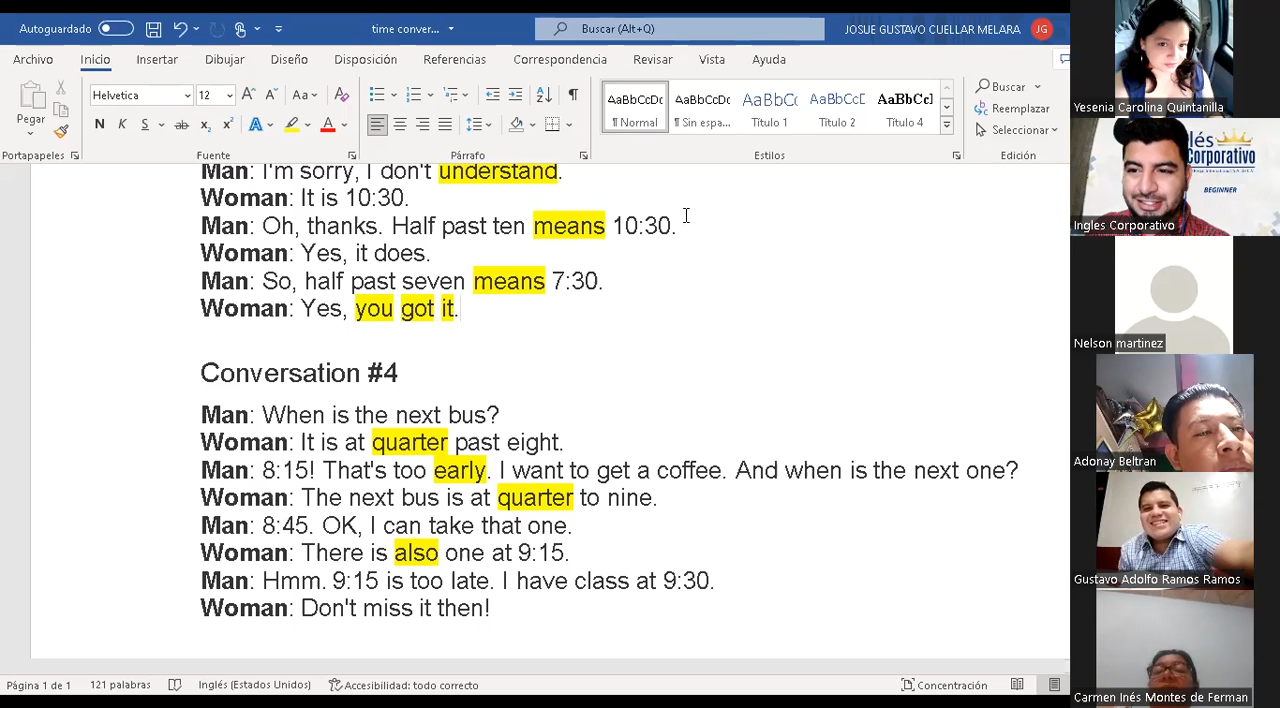 Autoguardado
time conver...
Buscar (Alt+Q)
JOSUE GUSTAVO CUELLAR MELARA
JG
Archivo Inicio Insertar Dibujar Diseño Disposición Referencias Correspondencia Revisar Vista Ayuda
Pegar
Portapapeles
Helvetica
12
Aa
N K S ab x₂ x²
Fuente
Párrafo
AaBbCcDc
¶ Normal
AaBbCcDc
¶ Sin espa...
AaBbC
Título 1
AaBbCcD
Título 2
AaBbCcI
Título 4
Estilos
Buscar
Reemplazar
Seleccionar
Edición
Man: I'm sorry, I don't understand.
Woman: It is 10:30.
Man: Oh, thanks. Half past ten means 10:30.
Woman: Yes, it does.
Man: So, half past seven means 7:30.
Woman: Yes, you got it.
Conversation #4
Man: When is the next bus?
Woman: It is at quarter past eight.
Man: 8:15! That's too early. I want to get a coffee. And when is the next one?
Woman: The next bus is at quarter to nine.
Man: 8:45. OK, I can take that one.
Woman: There is also one at 9:15.
Man: Hmm. 9:15 is too late. I have class at 9:30.
Woman: Don't miss it then!
Página 1 de 1 121 palabras Inglés (Estados Unidos) Accesibilidad: todo correcto Concentración
Yesenia Carolina Quintanilla
glés
Corporativo
BEGINNER
Ingles Corporativo
Nelson martinez
Adonay Beltran
Gustavo Adolfo Ramos Ramos
Carmen Inés Montes de Ferman